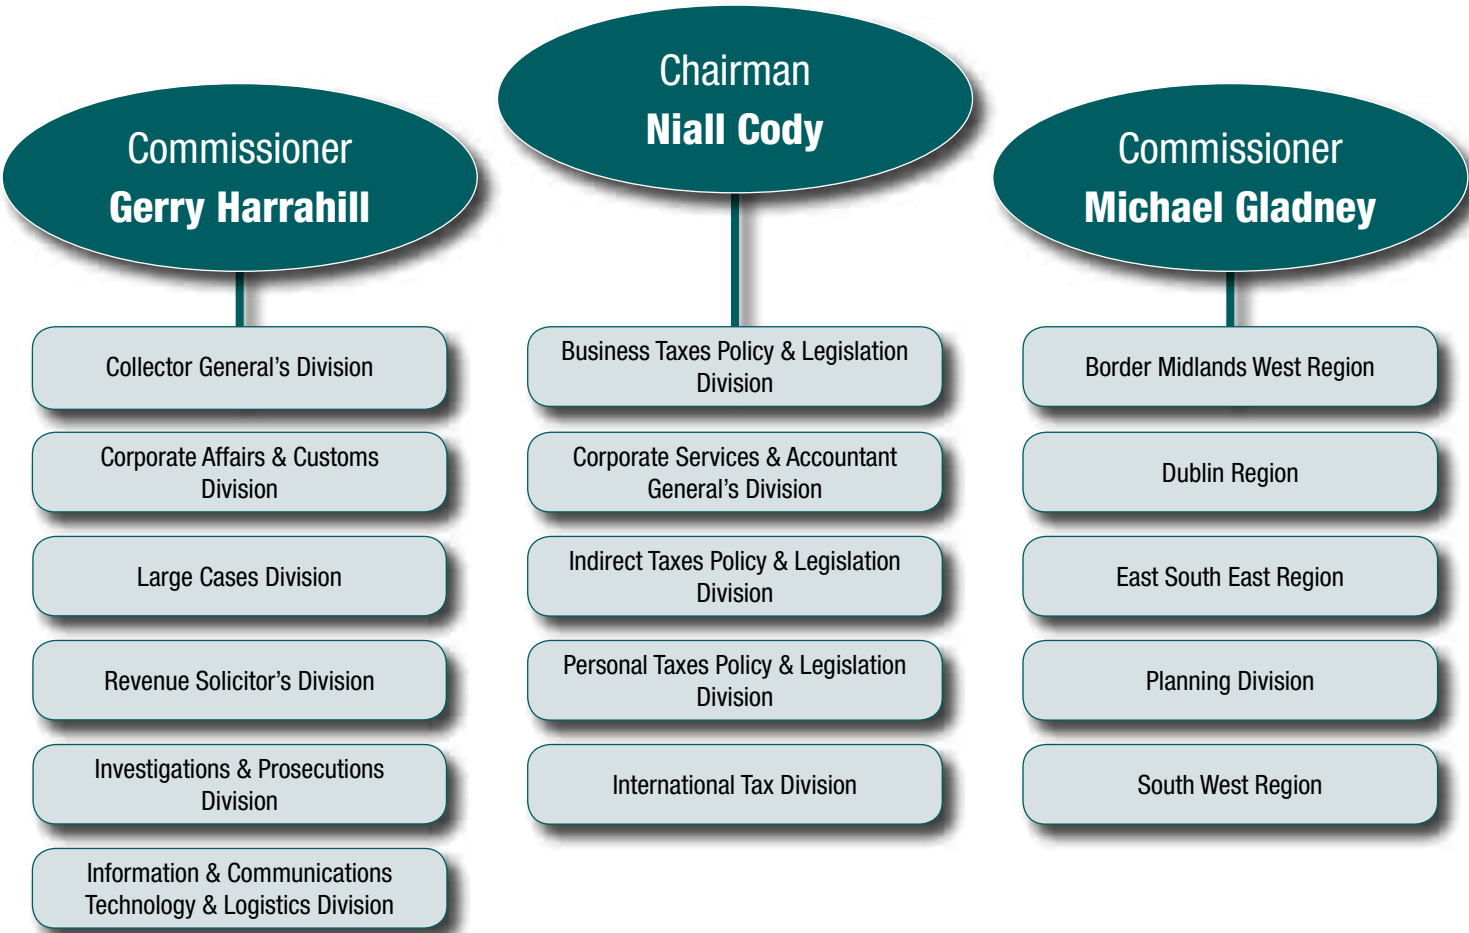 Commissioner
Gerry Harrahill
Collector General’s Division
Corporate Affairs & Customs
Division
Large Cases Division
Revenue Solicitor’s Division
Investigations & Prosecutions
Division
Information & Communications
Technology & Logistics Division
Chairman
Niall Cody
Business Taxes Policy & Legislation
Division
Corporate Services & Accountant
General’s Division
Indirect Taxes Policy & Legislation
Division
Personal Taxes Policy & Legislation
Division
International Tax Division
Commissioner
Michael Gladney
Border Midlands West Region
Dublin Region
East South East Region
Planning Division
South West Region